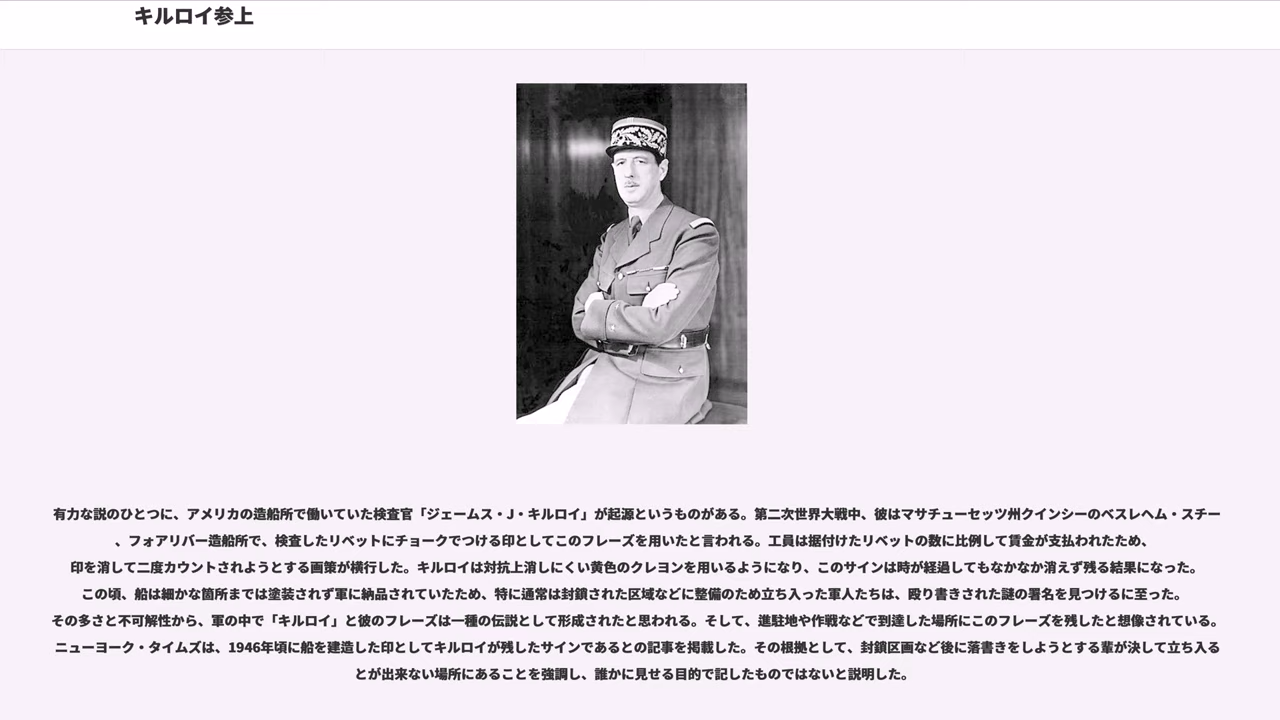 キルロイ参上
有力な説のひとつに、アメリカの造船所で働いていた検査官「ジェームス・J・キルロイ」が起源というものがある。第二次世界大戦中、彼はマサチューセッツ州クインシーのベスレヘム・スチー
、フォアリバー造船所で、検査したリベットにチョークでつける印としてこのフレーズを用いたと言われる。工員は据付けたリベットの数に比例して賃金が支払われたため、
印を消して二度カウントされようとする画策が横行した。キルロイは対抗上消しにくい黄色のクレヨンを用いるようになり、このサインは時が経過してもなかなか消えず残る結果になった。
この頃、船は細かな箇所までは塗装されず軍に納品されていたため、特に通常は封鎖された区域などに整備のため立ち入った軍人たちは、殴り書きされた謎の署名を見つけるに至った。
その多さと不可解性から、軍の中で「キルロイ」と彼のフレーズは一種の伝説として形成されたと思われる。そして、進駐地や作戦などで到達した場所にこのフレーズを残したと想像されている。
ニューヨーク・タイムズは、1946年頃に船を建造した印としてキルロイが残したサインであるとの記事を掲載した。その根拠として、封鎖区画など後に落書きをしようとする輩が決して立ち入る
とが出来ない場所にあることを強調し、誰かに見せる目的で記したものではないと説明した。